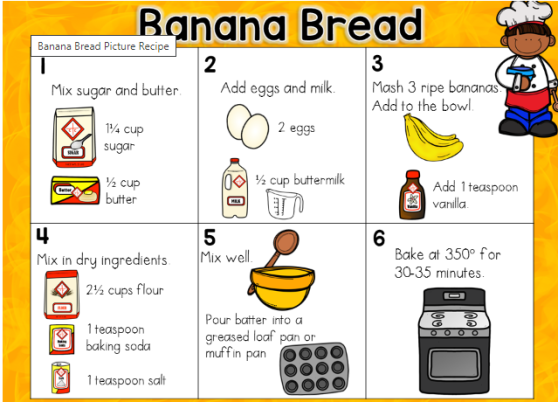 Banana Bread
Banana Bread Picture Recipe
1
Mix sugar and butter.
1¼ cup
sugar
SUGAR
½ cup
butter
Butter
2
Add eggs and milk.
2 eggs
½ cup buttermilk
MILK
3
Mash 3 ripe bananas.
Add to the bowl.
Add 1 teaspoon
vanilla.
4
Mix in dry ingredients.
2½ cups flour
1 teaspoon
baking soda
1 teaspoon salt
5
Mix well.
Pour batter into a
greased loaf pan or
muffin pan
6
Bake at 350° for
30-35 minutes.